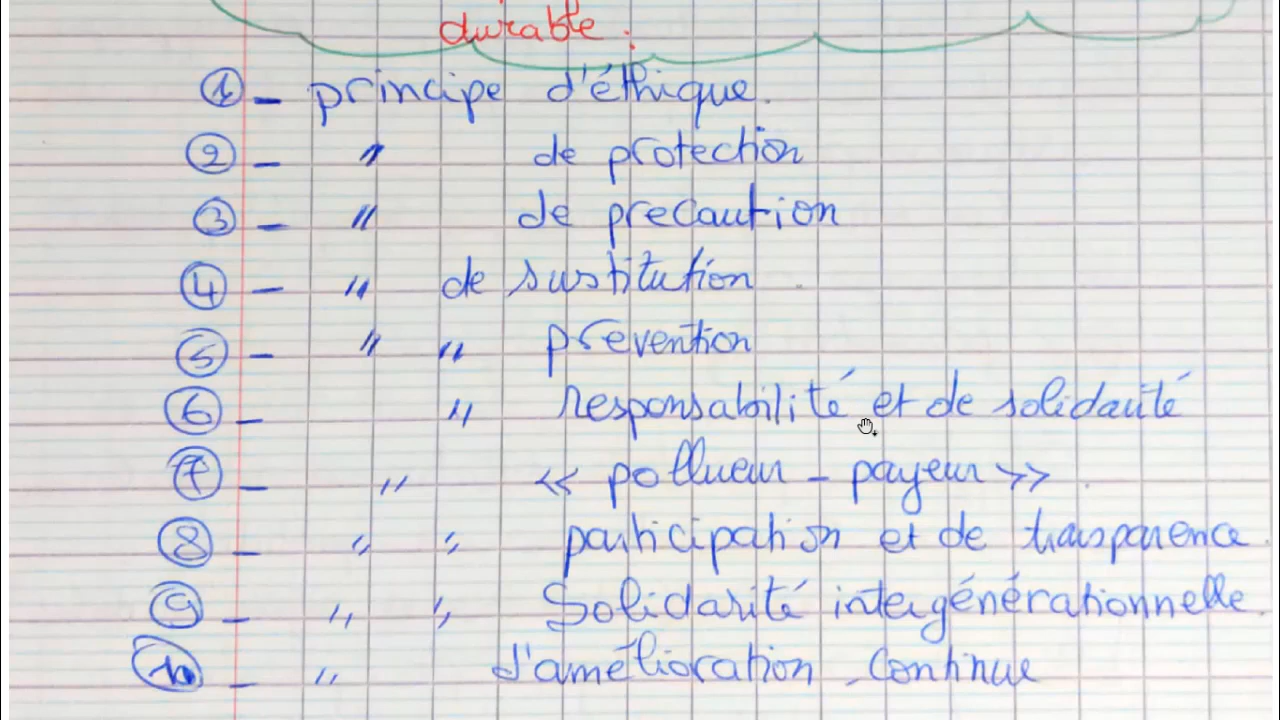 durable.
① - principe d'éthique.
② - " de protection
③ - " de precaution
④ - " de sustitution
⑤ - " " prevention
⑥ - " responsabilité et de solidarité
⑦ - " << pollueur - payeur >>
⑧ - " " participation et de transparence.
⑨ - " " Solidarité intergénérationnelle.
⑩ - " d'amélioration continue